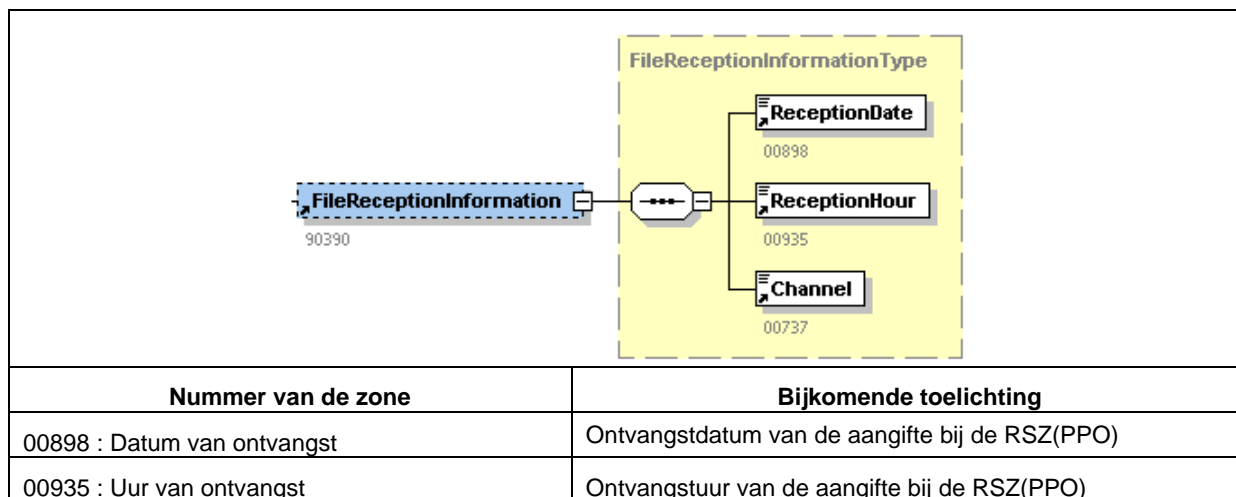 FileReceptionInformationType
ReceptionDate
00898
FileReceptionInformation
90390
ReceptionHour
00935
Channel
00737
Nummer van de zone
Bijkomende toelichting
00898 : Datum van ontvangst
Ontvangstdatum van de aangifte bij de RSZ(PPO)
00935 : Uur van ontvangst
Ontvangstuur van de aangifte bij de RSZ(PPO)